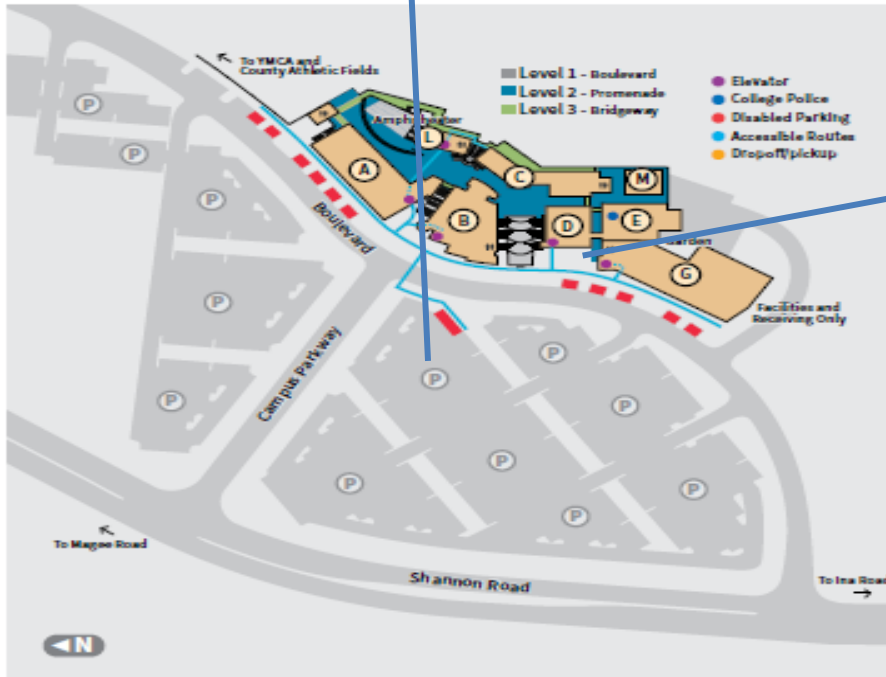 To YMCA and
County Athletic Fields
Level 1 - Boulevard
Level 2 - Promenade
Level 3 - Bridgeway
Elevator
College Police
Disabled Parking
Accessible Routes
Dropoff/pickup
P
P
P
P
P
Amphitheater
L
A
B
C
M
D
E
G
Boulevard
Facilities and
Receiving Only
Campus Parkway
P
P
P
P
P
P
P
To Magee Road
Shannon Road
To Ina Road
N